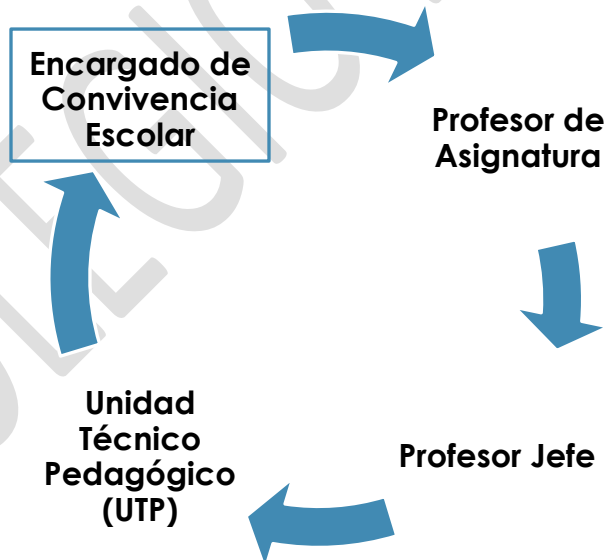 Encargado de
Convivencia
Escolar
Profesor de
Asignatura
Profesor Jefe
Unidad
Técnico
Pedagógico
(UTP)